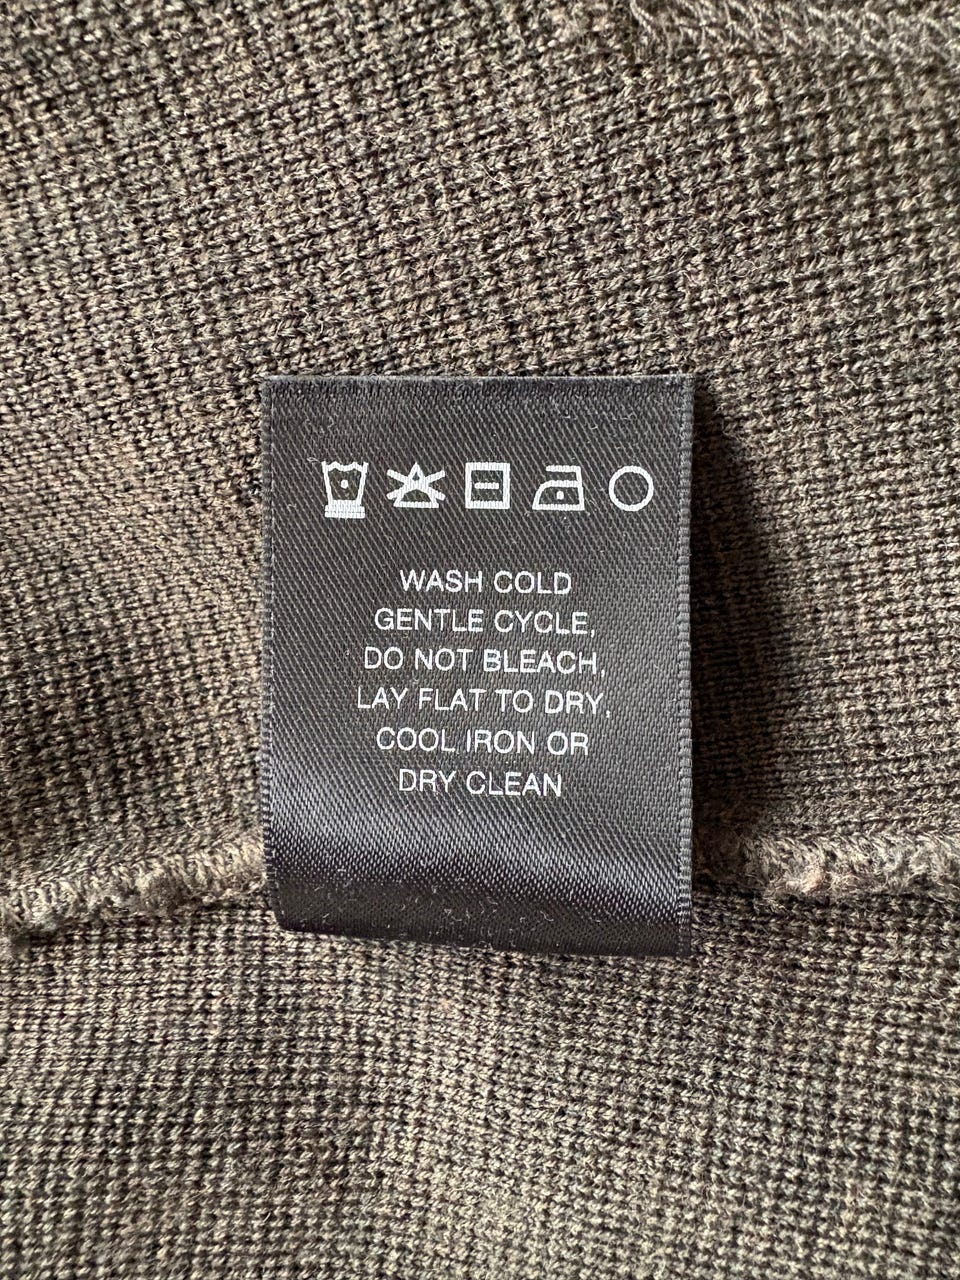 WASH COLD
GENTLE CYCLE,
DO NOT BLEACH,
LAY FLAT TO DRY,
COOL IRON OR
DRY CLEAN